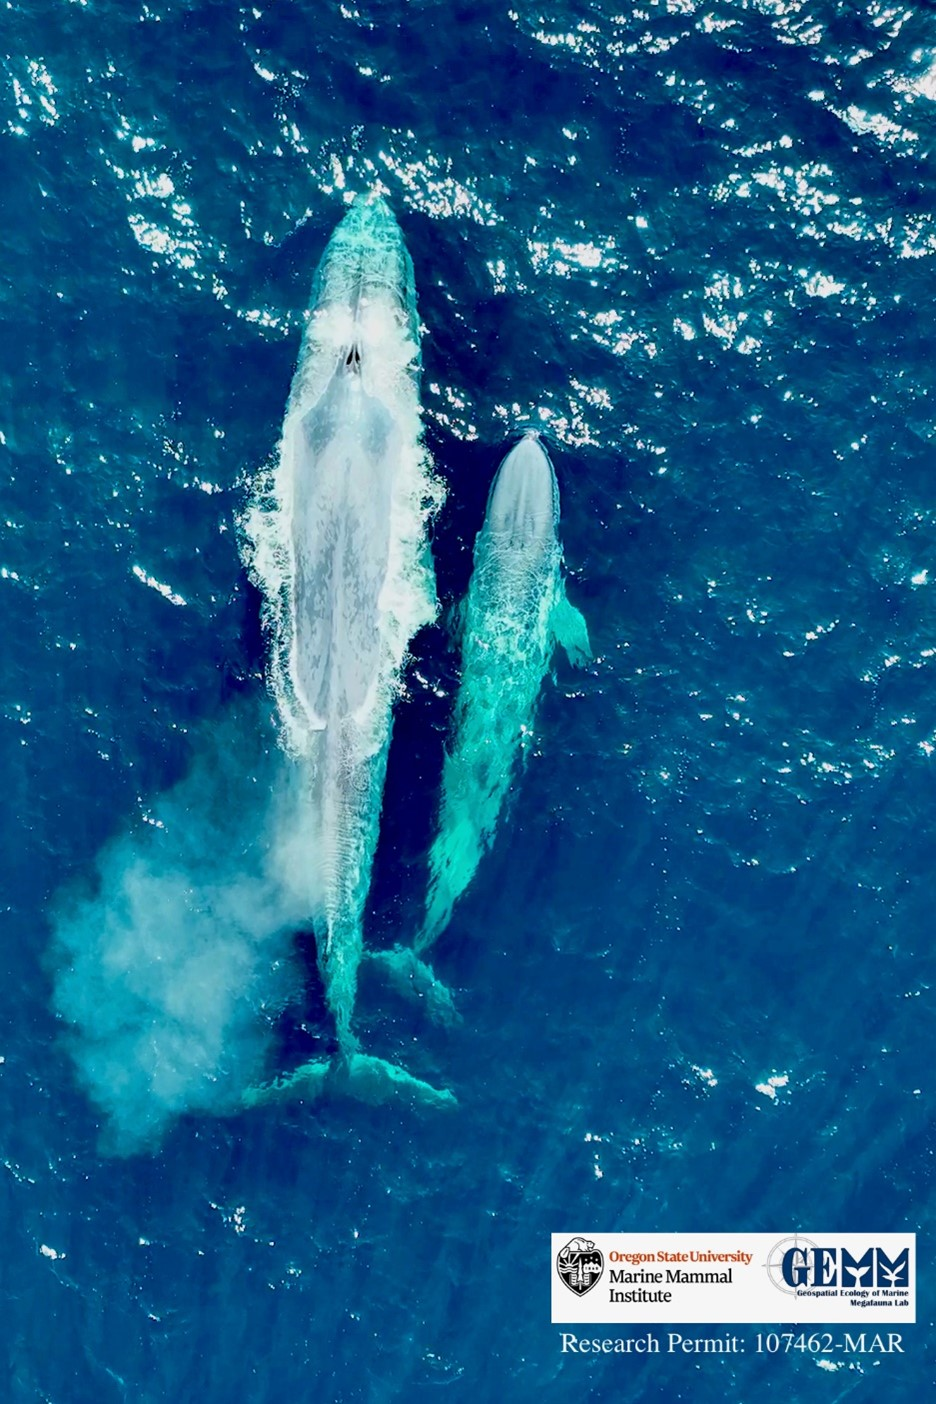 Oregon State University
Marine Mammal
Institute
GEMM
Geospatial Ecology of Marine
Megafauna Lab
Research Permit: 107462-MAR